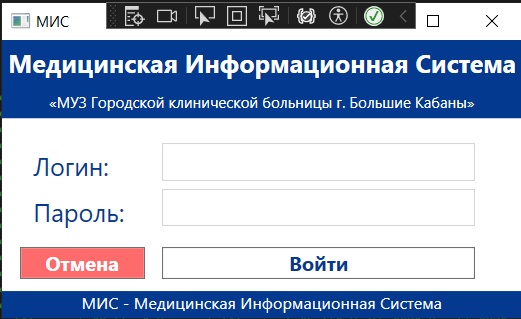 МИС
Медицинская Информационная Система
«МУЗ Городской клинической больницы г. Большие Кабаны»
Логин:
Пароль:
Отмена
Войти
МИС - Медицинская Информационная Система